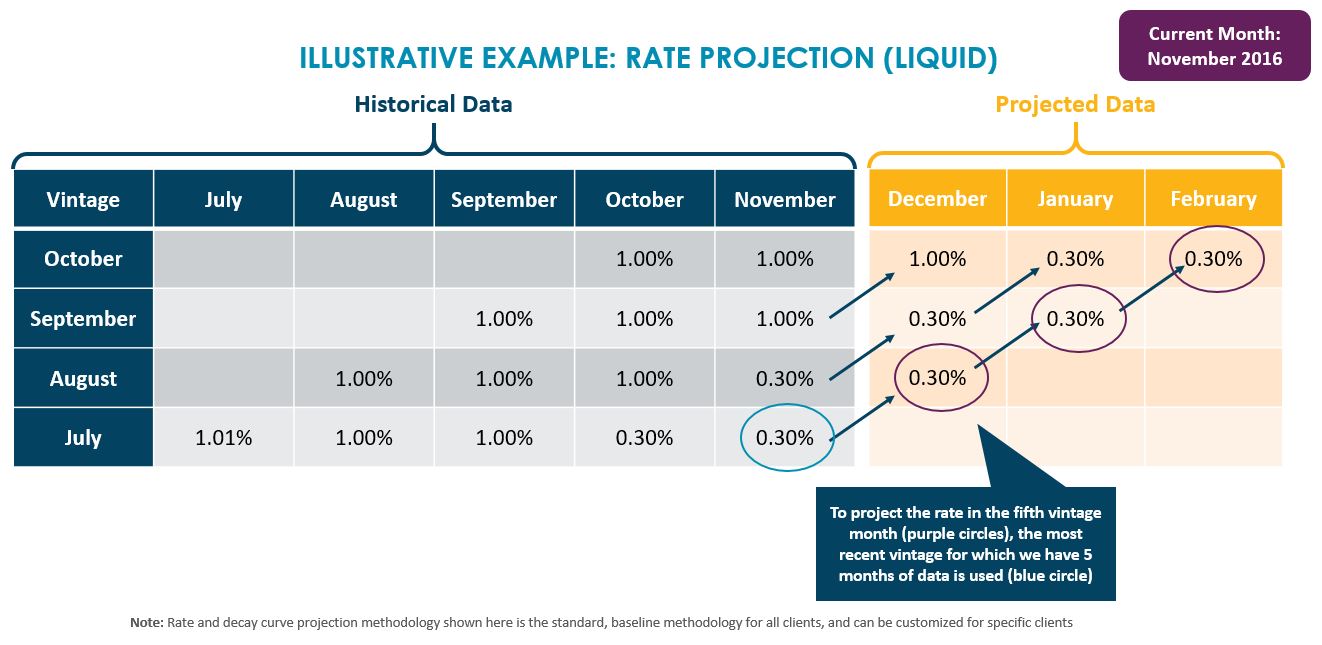 Current Month:
November 2016
ILLUSTRATIVE EXAMPLE: RATE PROJECTION (LIQUID)
Historical Data
Projected Data
Vintage July August September October November December January February
October 1.00% 1.00% 1.00% 0.30% 0.30%
September 1.00% 1.00% 1.00% 0.30% 0.30%
August 1.00% 1.00% 1.00% 0.30% 0.30%
July 1.01% 1.00% 1.00% 0.30% 0.30%
To project the rate in the fifth vintage
month (purple circles), the most
recent vintage for which we have 5
months of data is used (blue circle)
Note: Rate and decay curve projection methodology shown here is the standard, baseline methodology for all clients, and can be customized for specific clients